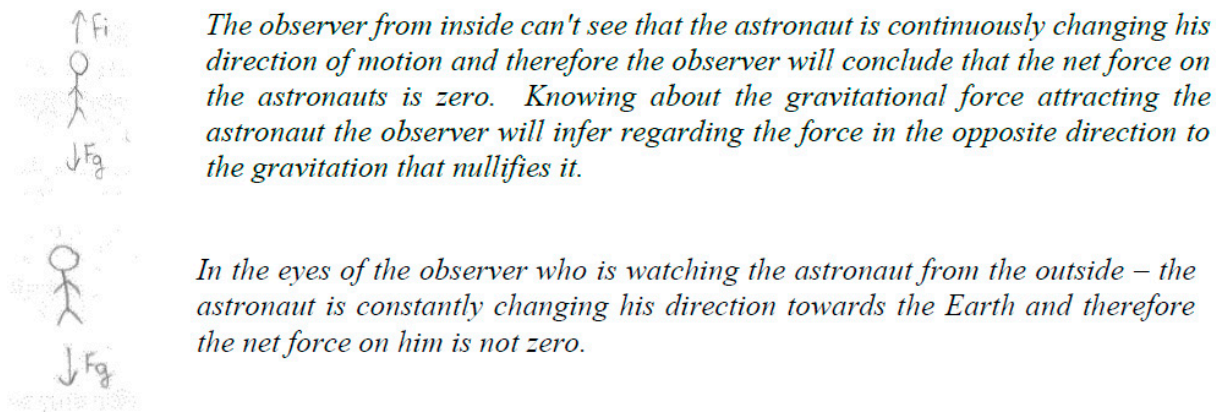 Fi
The observer from inside can't see that the astronaut is continuously changing his
direction of motion and therefore the observer will conclude that the net force on
the astronauts is zero.  Knowing about the gravitational force attracting the
astronaut the observer will infer regarding the force in the opposite direction to
the gravitation that nullifies it.
Fg
In the eyes of the observer who is watching the astronaut from the outside – the
astronaut is constantly changing his direction towards the Earth and therefore
the net force on him is not zero.
Fg